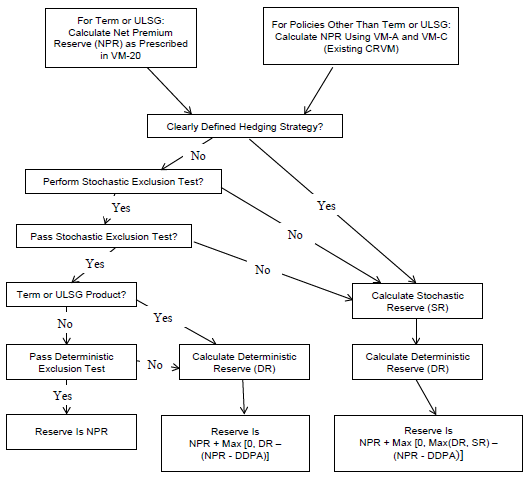 For Term or ULSG:
Calculate Net Premium
Reserve (NPR) as Prescribed
in VM-20
For Policies Other Than Term or ULSG:
Calculate NPR Using VM-A and VM-C
(Existing CRVM)
Clearly Defined Hedging Strategy?
No
Yes
Perform Stochastic Exclusion Test?
Yes
No
Pass Stochastic Exclusion Test?
Yes
No
Term or ULSG Product?
No
Yes
Calculate Stochastic
Reserve (SR)
Pass Deterministic
Exclusion Test
No
Yes
Calculate Deterministic
Reserve (DR)
Calculate Deterministic
Reserve (DR)
Reserve Is NPR
Reserve Is
NPR + Max [0, DR –
(NPR - DDPA)]
Reserve Is
NPR + Max [0, Max(DR, SR) –
(NPR - DDPA)]